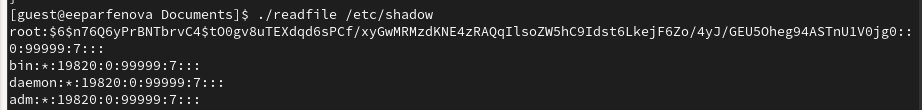 [guest@eeparfenova Documents]$ ./readfile /etc/shadow
root:$6$n76Q6yPrBNTbrvC4$tO0gv8uTEXdqd6sPCf/xyGwMRMzdKNE4zRAQqIlsoZW5hC9Idst6LkejF6Zo/4yJ/GEU5Oheg94ASTnU1V0jg0::
0:99999:7:::
bin:*:19820:0:99999:7:::
daemon:*:19820:0:99999:7:::
adm:*:19820:0:99999:7:::